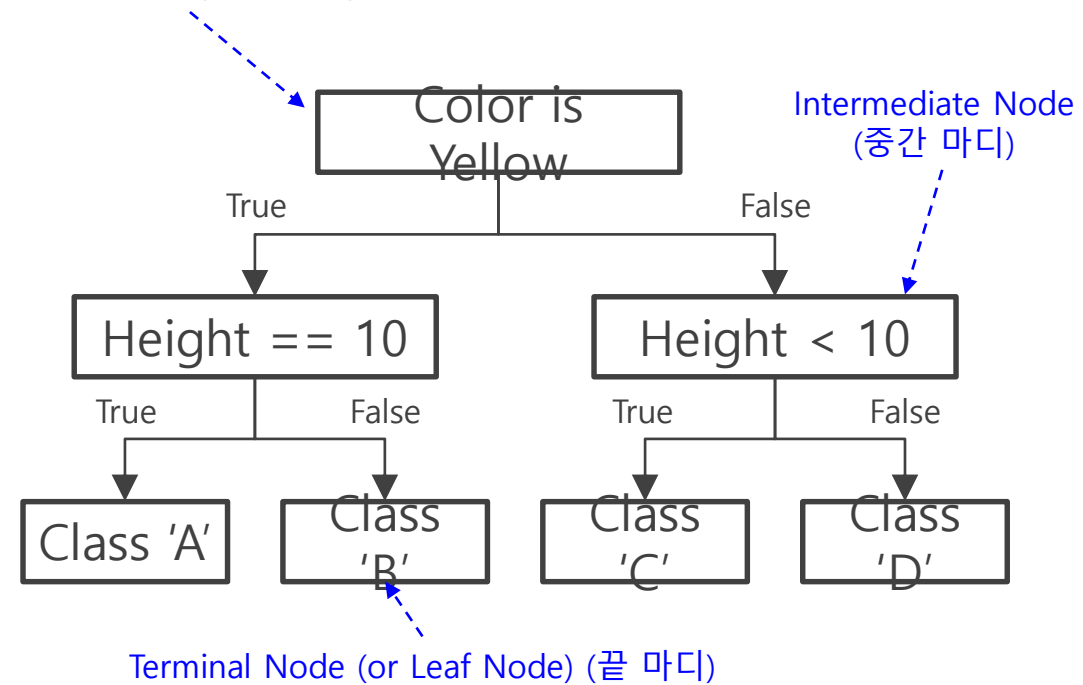 Color is
Yellow
Intermediate Node
(중간 마디)
True
False
Height == 10
Height < 10
True
False
True
False
Class 'A'
Class
'B'
Class
'C'
Class
'D'
Terminal Node (or Leaf Node) (끝 마디)